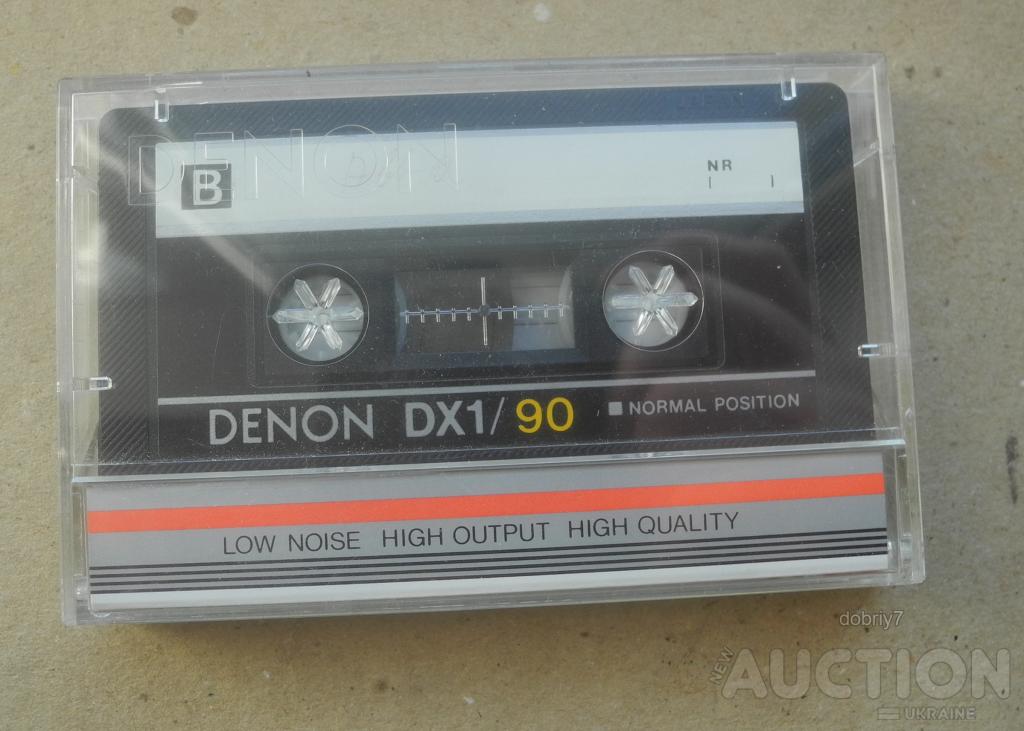 DENON
B
NR
DENON DX1/90 NORMAL POSITION
LOW NOISE HIGH OUTPUT HIGH QUALITY
dobriy7
NEW AUCTION
UKRAINE